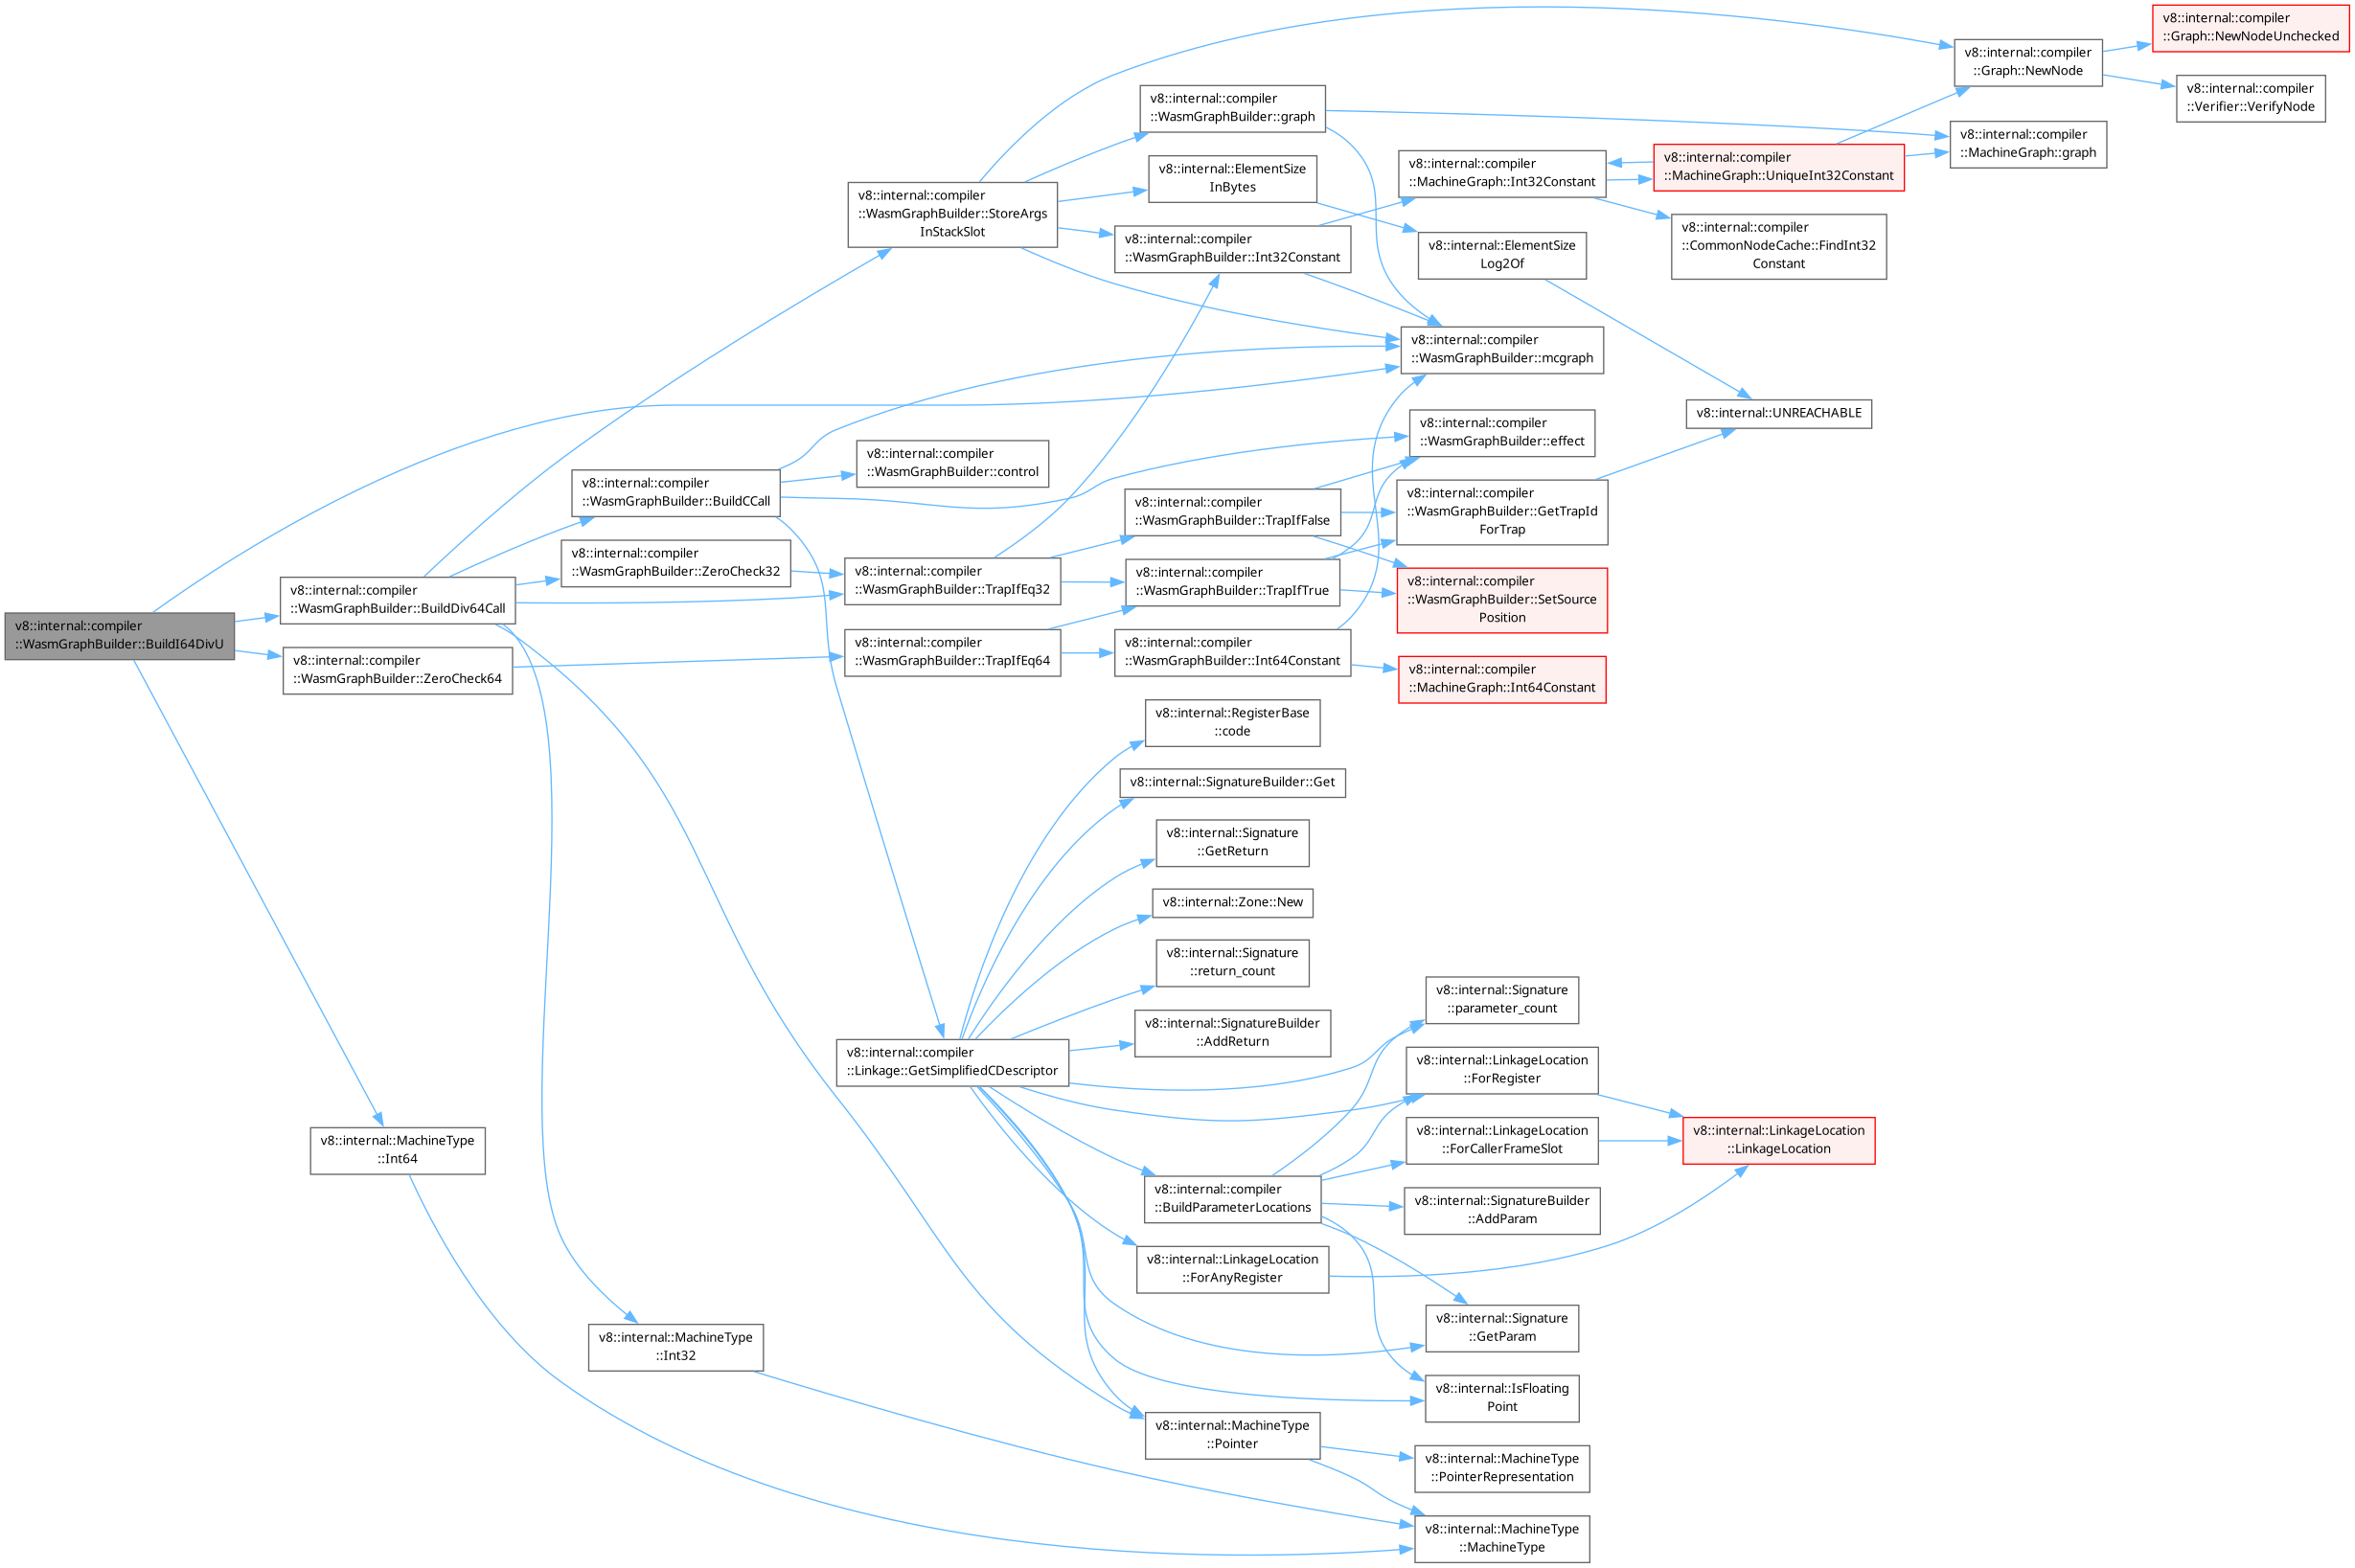 v8::internal::compiler
::WasmGraphBuilder::BuildI64DivU
v8::internal::compiler
::WasmGraphBuilder::BuildDiv64Call
v8::internal::compiler
::WasmGraphBuilder::ZeroCheck64
v8::internal::MachineType
::Int64
v8::internal::compiler
::WasmGraphBuilder::BuildCCall
v8::internal::compiler
::WasmGraphBuilder::ZeroCheck32
v8::internal::MachineType
::Int32
v8::internal::compiler
::WasmGraphBuilder::StoreArgs
InStackSlot
v8::internal::compiler
::WasmGraphBuilder::control
v8::internal::compiler
::WasmGraphBuilder::TrapIfEq32
v8::internal::compiler
::WasmGraphBuilder::TrapIfEq64
v8::internal::compiler
::Linkage::GetSimplifiedCDescriptor
v8::internal::compiler
::WasmGraphBuilder::graph
v8::internal::ElementSize
InBytes
v8::internal::compiler
::WasmGraphBuilder::Int32Constant
v8::internal::compiler
::WasmGraphBuilder::TrapIfFalse
v8::internal::compiler
::WasmGraphBuilder::TrapIfTrue
v8::internal::compiler
::WasmGraphBuilder::Int64Constant
v8::internal::RegisterBase
::code
v8::internal::SignatureBuilder::Get
v8::internal::Signature
::GetReturn
v8::internal::Zone::New
v8::internal::Signature
::return_count
v8::internal::SignatureBuilder
::AddReturn
v8::internal::compiler
::BuildParameterLocations
v8::internal::LinkageLocation
::ForAnyRegister
v8::internal::MachineType
::Pointer
v8::internal::compiler
::MachineGraph::Int32Constant
v8::internal::ElementSize
Log2Of
v8::internal::compiler
::WasmGraphBuilder::mcgraph
v8::internal::compiler
::WasmGraphBuilder::effect
v8::internal::compiler
::WasmGraphBuilder::GetTrapId
ForTrap
v8::internal::compiler
::WasmGraphBuilder::SetSource
Position
v8::internal::compiler
::MachineGraph::Int64Constant
v8::internal::Signature
::parameter_count
v8::internal::LinkageLocation
::ForRegister
v8::internal::LinkageLocation
::ForCallerFrameSlot
v8::internal::SignatureBuilder
::AddParam
v8::internal::Signature
::GetParam
v8::internal::IsFloating
Point
v8::internal::MachineType
::PointerRepresentation
v8::internal::MachineType
::MachineType
v8::internal::compiler
::MachineGraph::UniqueInt32Constant
v8::internal::compiler
::CommonNodeCache::FindInt32
Constant
v8::internal::UNREACHABLE
v8::internal::LinkageLocation
::LinkageLocation
v8::internal::compiler
::Graph::NewNode
v8::internal::compiler
::MachineGraph::graph
v8::internal::compiler
::Graph::NewNodeUnchecked
v8::internal::compiler
::Verifier::VerifyNode